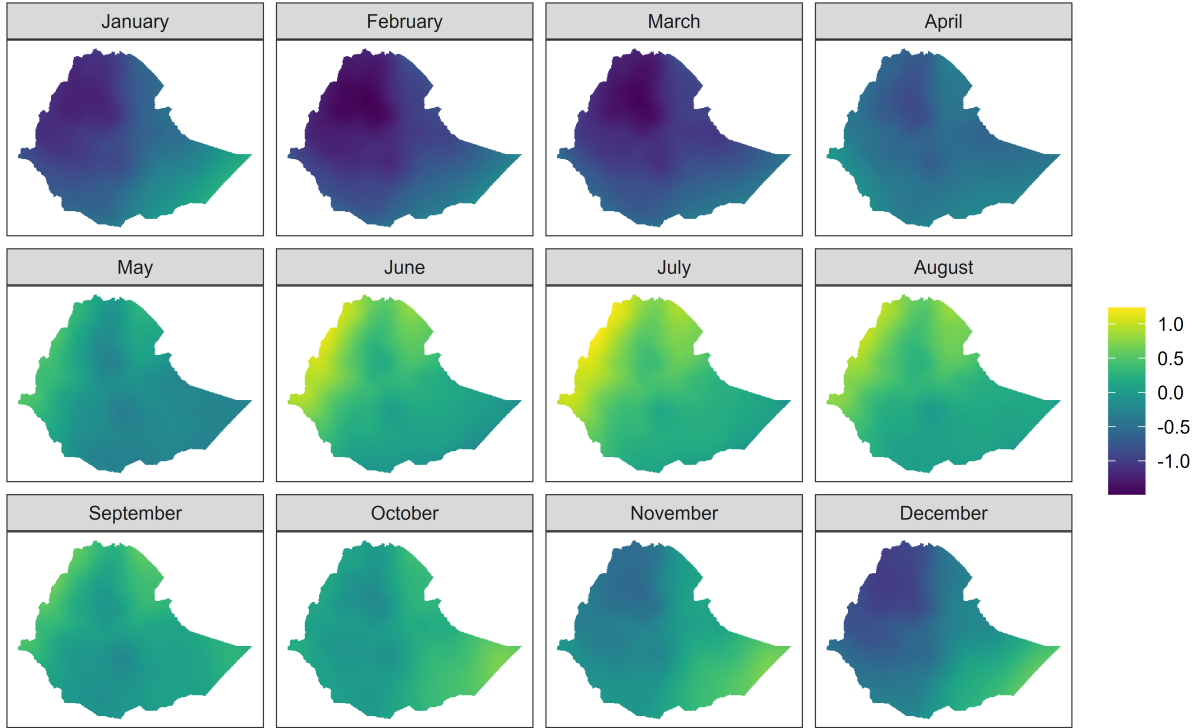 January
February
March
April
May
June
July
August
1.0
0.5
0.0
-0.5
-1.0
September
October
November
December